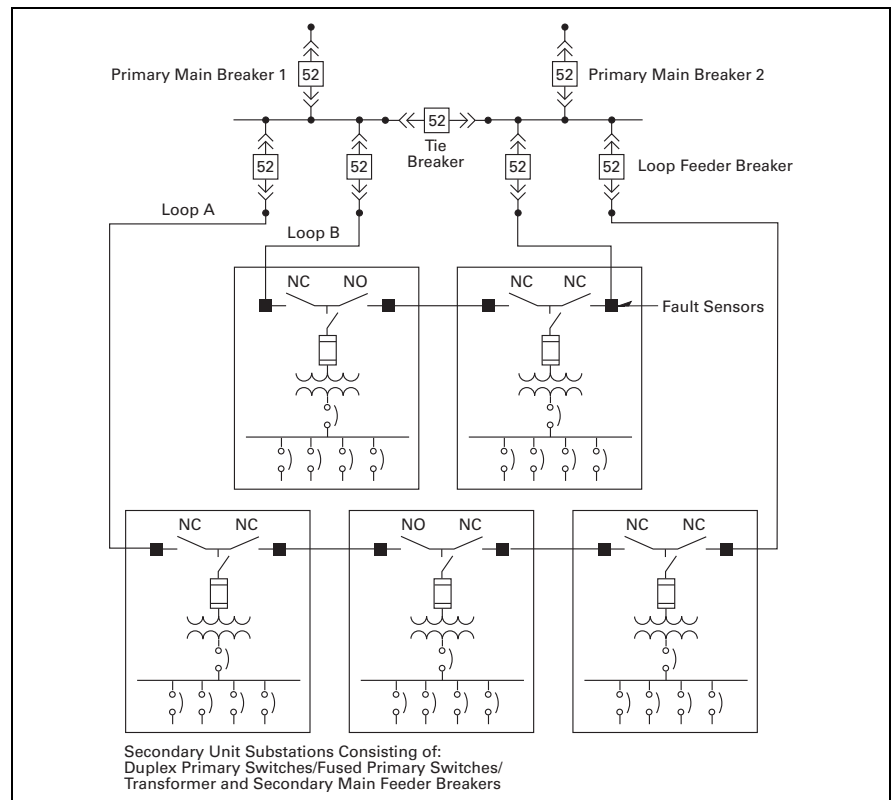 Primary Main Breaker 1
52
52
Primary Main Breaker 2
52
Tie
Breaker
52
52
52
52
Loop Feeder Breaker
Loop A
Loop B
NC NO
NC NC
Fault Sensors
NC NC
NO NC
NC NC
Secondary Unit Substations Consisting of:
Duplex Primary Switches/Fused Primary Switches/
Transformer and Secondary Main Feeder Breakers